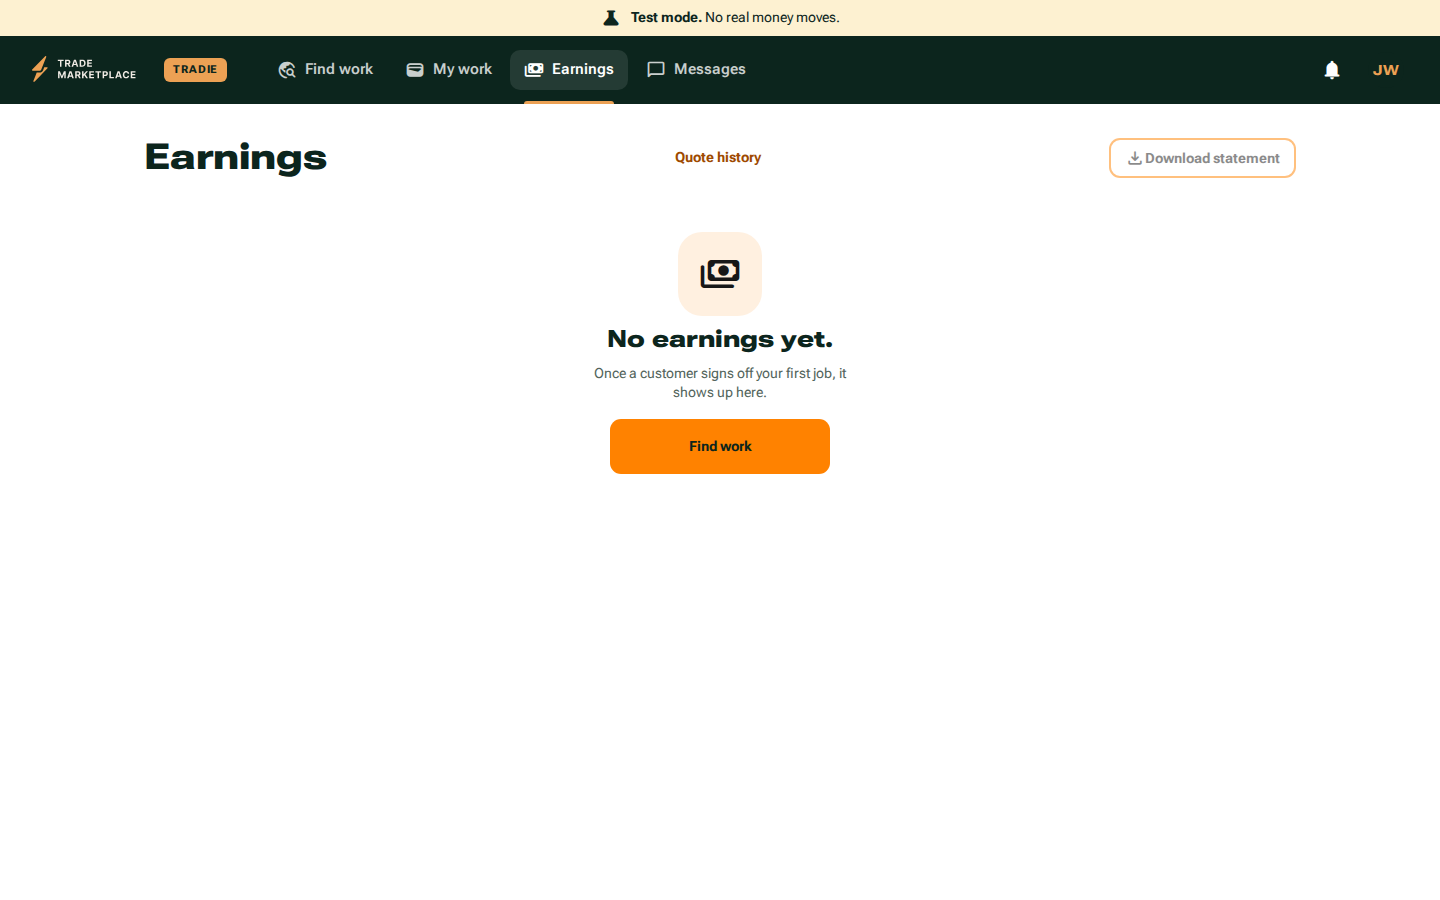 Test mode. No real money moves.
TRADE
MARKETPLACE
TRADIE
Find work
My work
Earnings
Messages
JW
Earnings
Quote history
Download statement
No earnings yet.
Once a customer signs off your first job, it
shows up here.
Find work